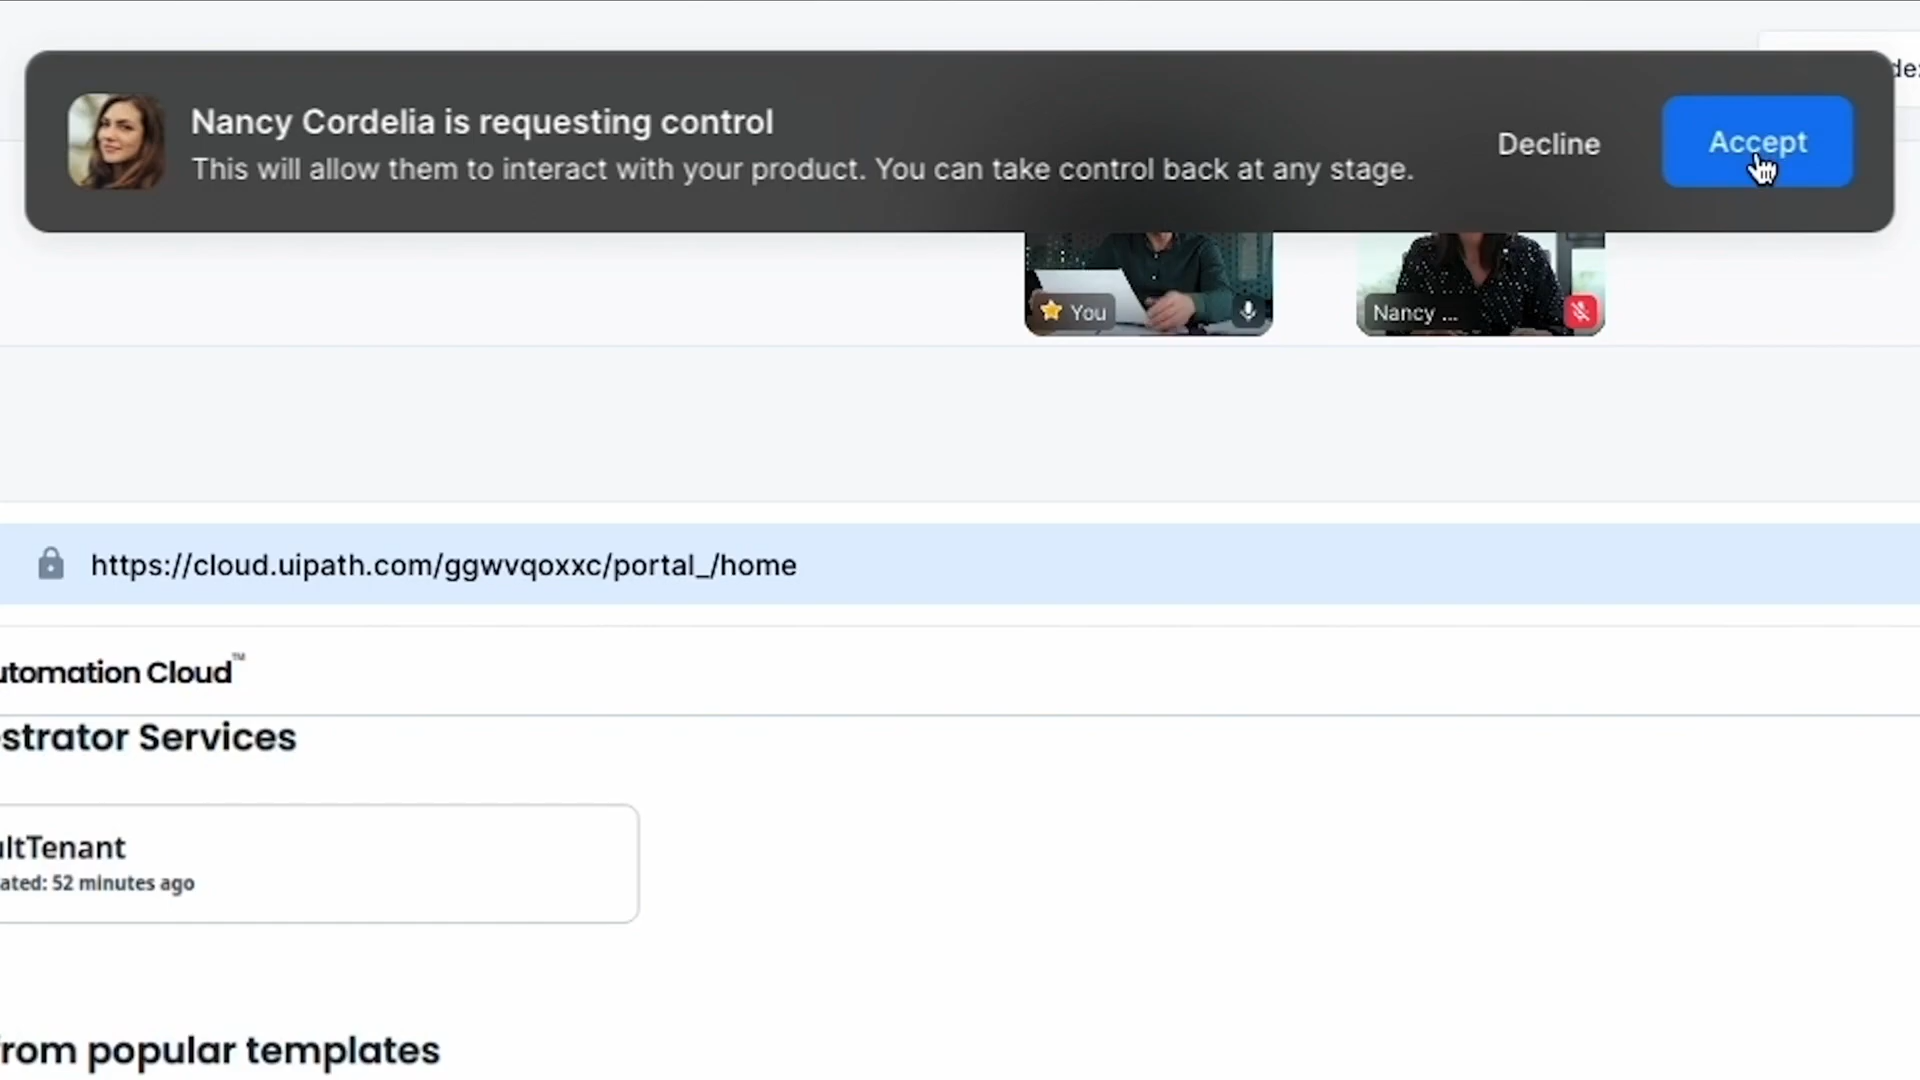 Nancy Cordelia is requesting control
This will allow them to interact with your product. You can take control back at any stage.
Decline
Accept
You
Nancy ...
https://cloud.uipath.com/ggwvqoxxc/portal_/home
utomation Cloud™
strator Services
ltTenant
ated: 52 minutes ago
rom popular templates